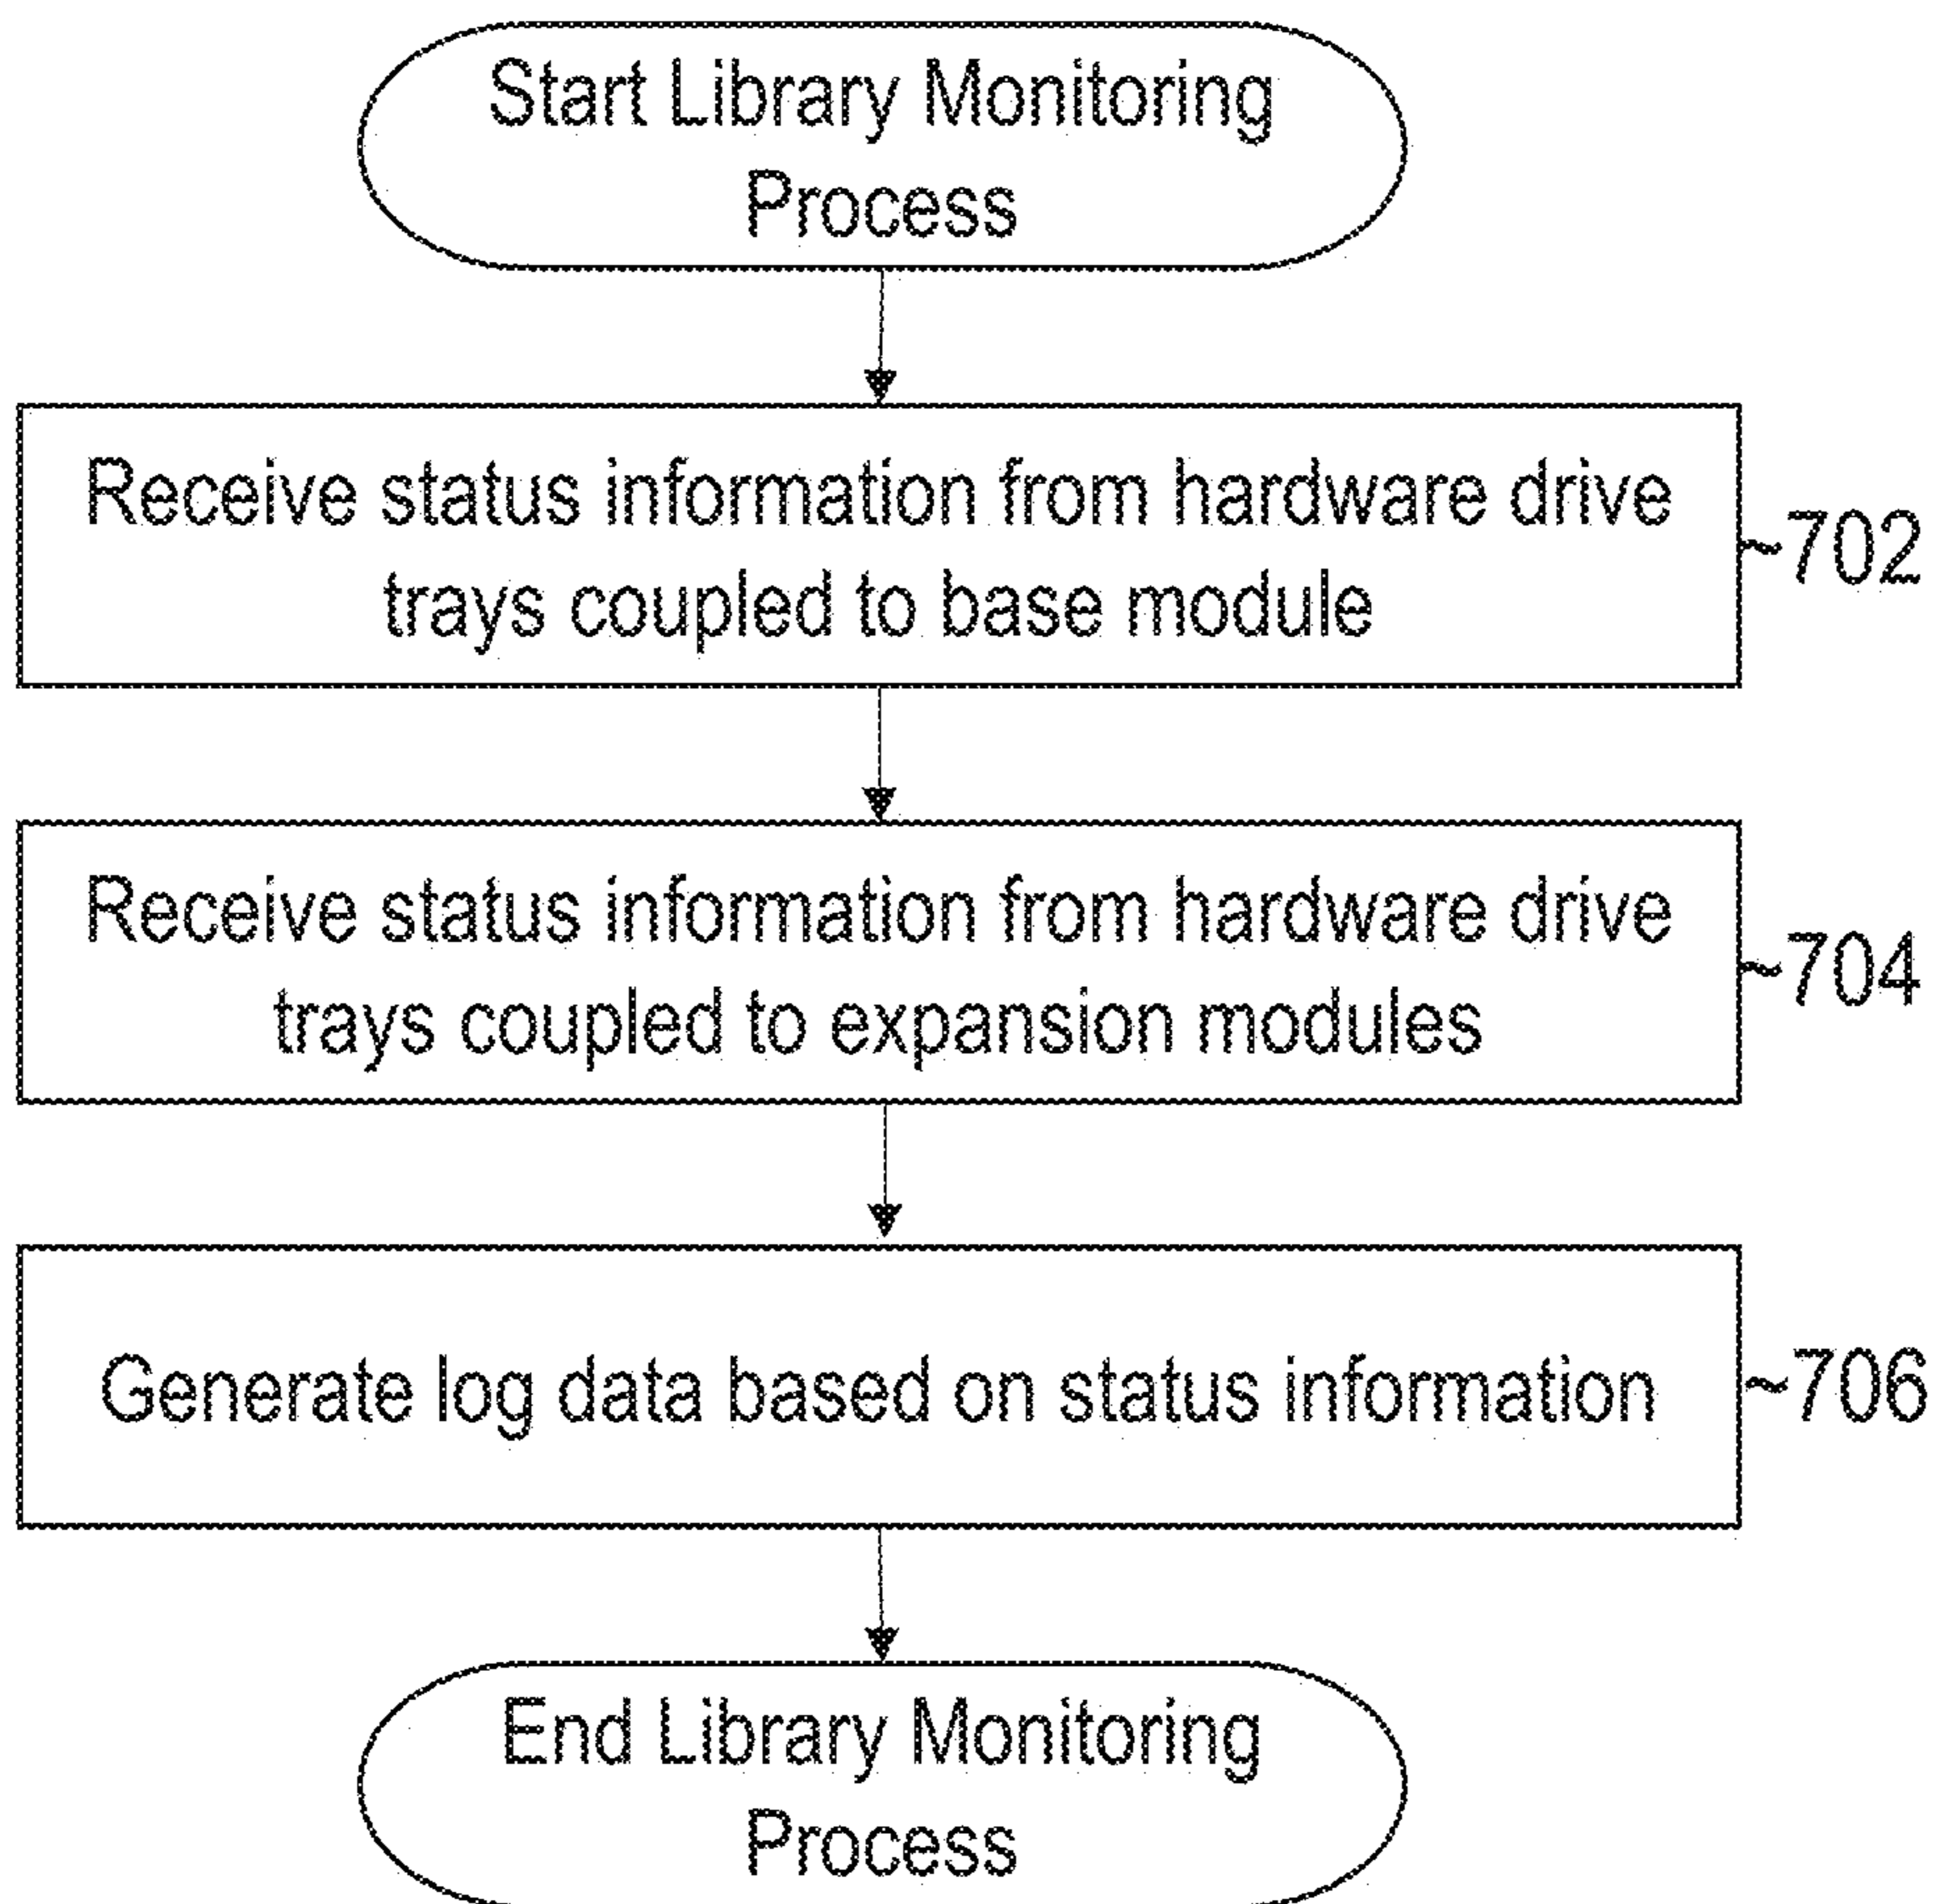 Start Library Monitoring
Process
Receive status information from hardware drive
trays coupled to base module
~702
Receive status information from hardware drive
trays coupled to expansion modules
~704
Generate log data based on status information
~706
End Library Monitoring
Process